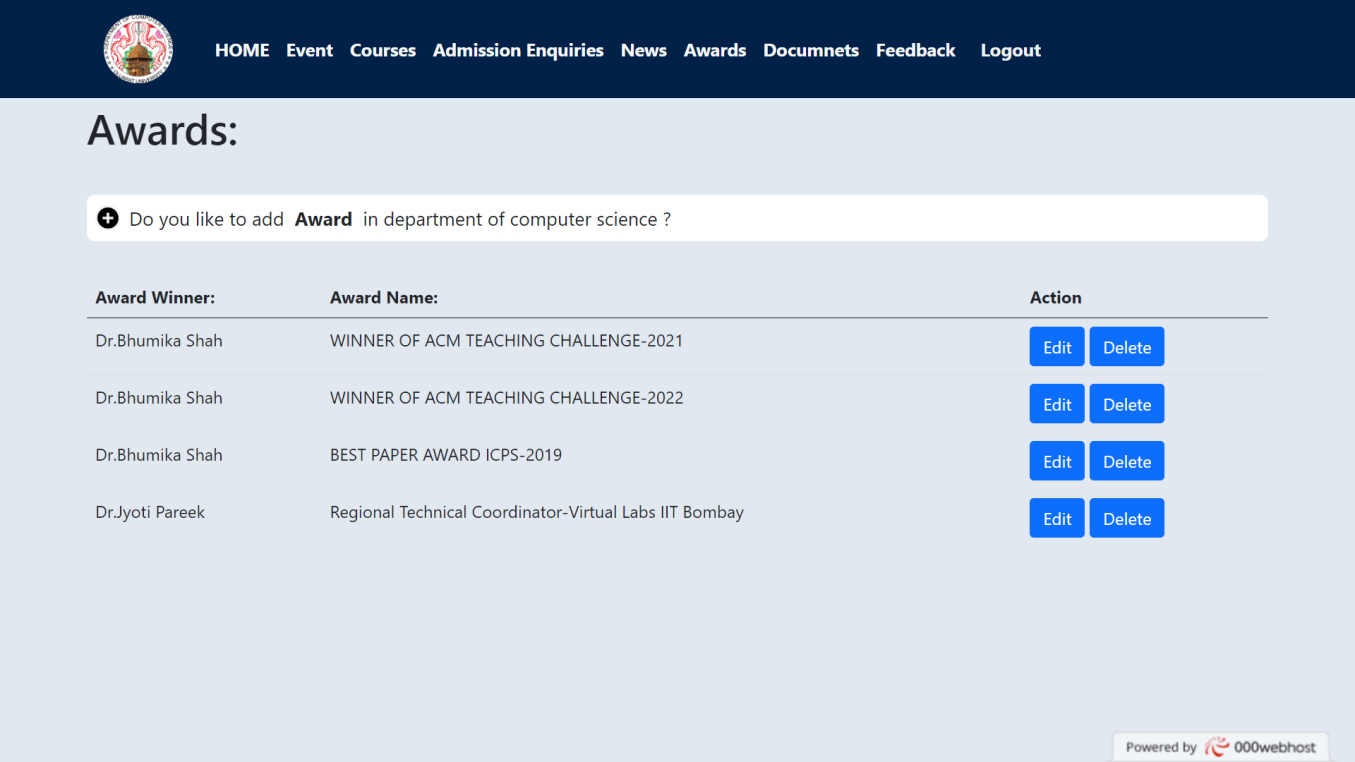 HOME Event Courses Admission Enquiries News Awards Documnets Feedback Logout
Awards:
Do you like to add Award in department of computer science ?
Award Winner: Award Name: Action
Dr.Bhumika Shah WINNER OF ACM TEACHING CHALLENGE-2021 Edit Delete
Dr.Bhumika Shah WINNER OF ACM TEACHING CHALLENGE-2022 Edit Delete
Dr.Bhumika Shah BEST PAPER AWARD ICPS-2019 Edit Delete
Dr.Jyoti Pareek Regional Technical Coordinator-Virtual Labs IIT Bombay Edit Delete
Powered by 000webhost